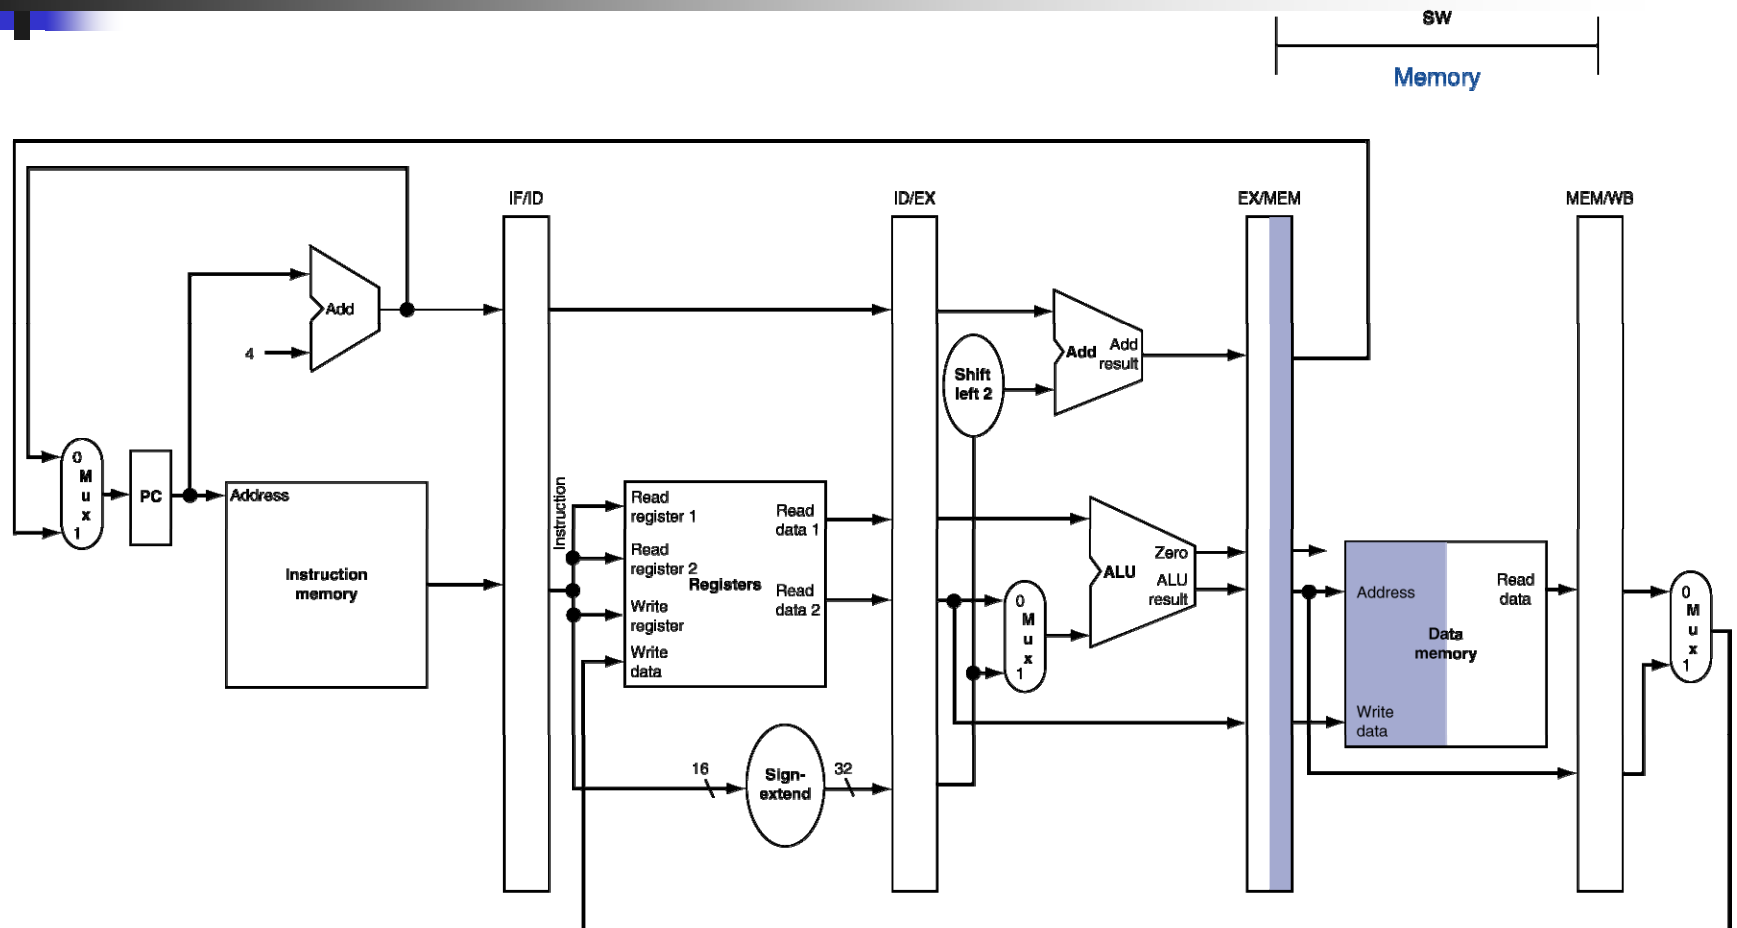 SW
Memory
IF/ID
ID/EX
EX/MEM
MEM/WB
Add
4
Add
Add
result
Shift
left 2
0
M
u
x
1
PC
Address
Instruction
memory
Instruction
Read
register 1
Read
register 2
Write
register
Write
data
Registers
Read
data 1
Read
data 2
16
Sign-
extend
32
0
M
u
x
1
Zero
ALU
ALU
result
Address
Read
data
Data
memory
Write
data
0
M
u
x
1